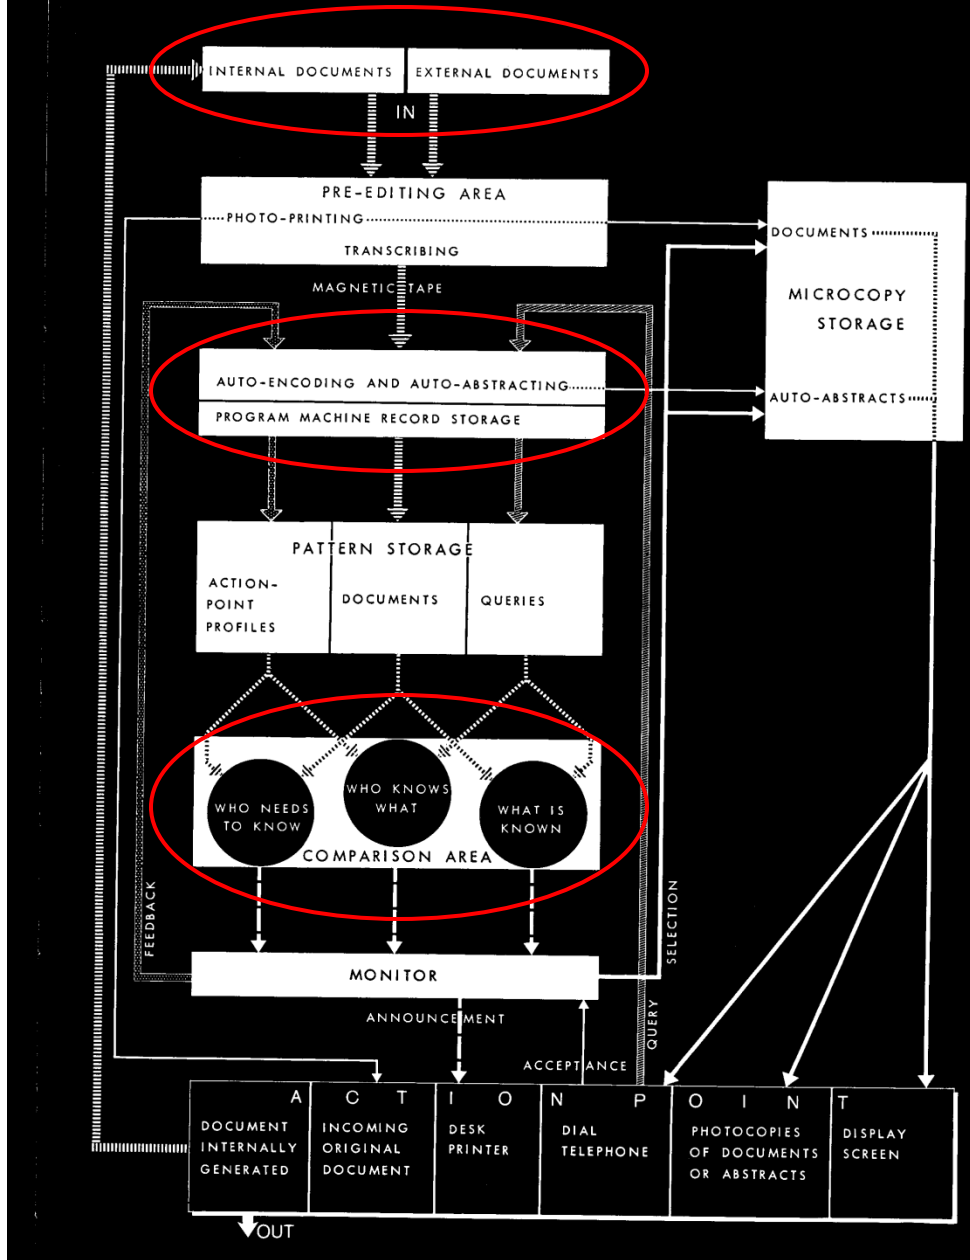 INTERNAL DOCUMENTS
EXTERNAL DOCUMENTS
IN
PRE-EDITING AREA
PHOTO-PRINTING
TRANSCRIBING
MAGNETIC TAPE
DOCUMENTS
MICROCOPY
STORAGE
AUTO-ABSTRACTS
AUTO-ENCODING AND AUTO-ABSTRACTING
PROGRAM MACHINE RECORD STORAGE
PATTERN STORAGE
ACTION-
POINT
PROFILES
DOCUMENTS
QUERIES
WHO NEEDS
TO KNOW
WHO KNOWS
WHAT
WHAT IS
KNOWN
COMPARISON AREA
FEEDBACK
SELECTION
MONITOR
ANNOUNCEMENT
ACCEPTANCE
QUERY
ACTION POINT
DOCUMENT
INTERNALLY
GENERATED
INCOMING
ORIGINAL
DOCUMENT
DESK
PRINTER
DIAL
TELEPHONE
PHOTOCOPIES
OF DOCUMENTS
OR ABSTRACTS
DISPLAY
SCREEN
OUT